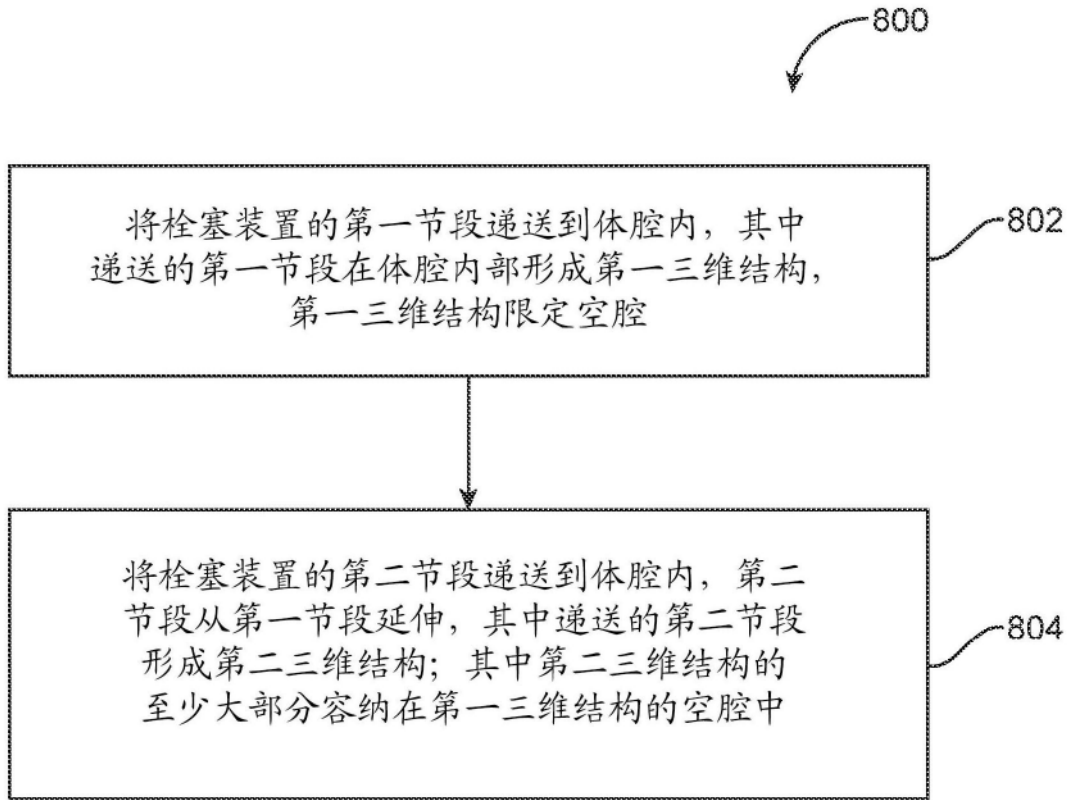 800
将栓塞装置的第一节段递送到体腔内，其中
递送的第一节段在体腔内部形成第一三维结构，
第一三维结构限定空腔
802
将栓塞装置的第二节段递送到体腔内，第二
节段从第一节段延伸，其中递送的第二节段
形成第二三维结构；其中第二三维结构的
至少大部分容纳在第一三维结构的空腔中
804